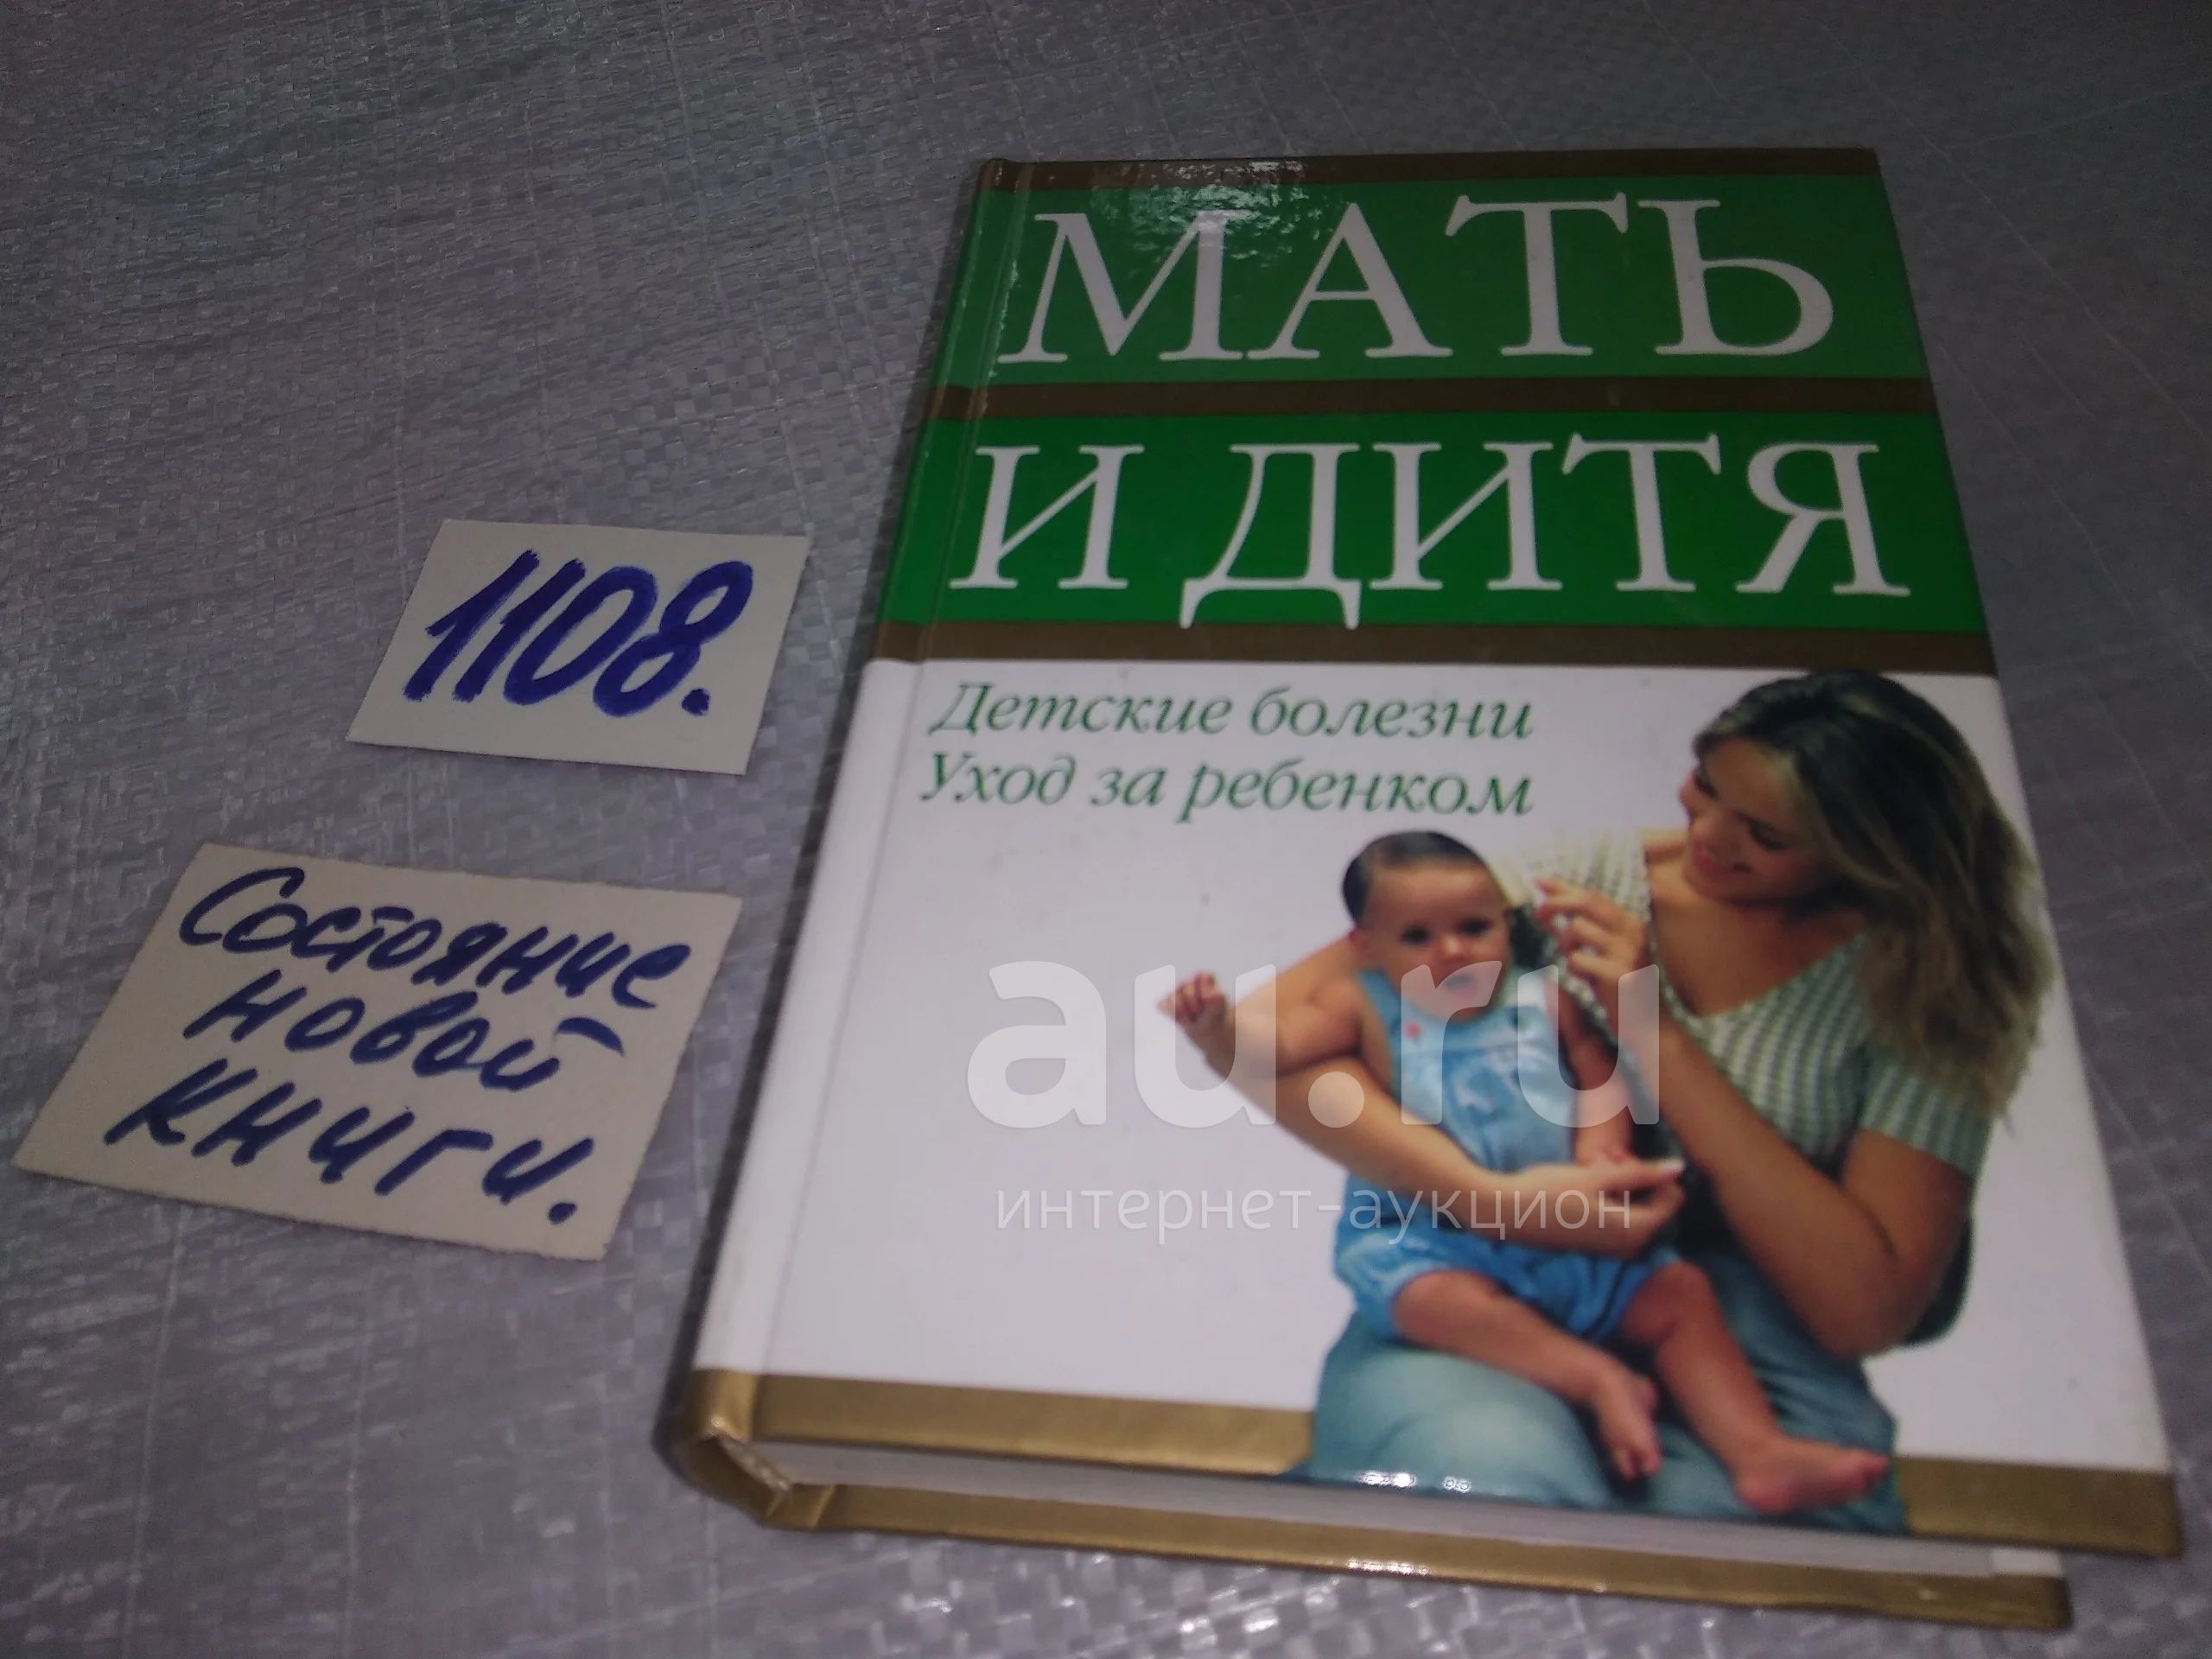 МАТЬ
И ДИТЯ
Детские болезни
Уход за ребенком
1108.
Состояние
новой
книги.
au.ru
интернет-аукцион